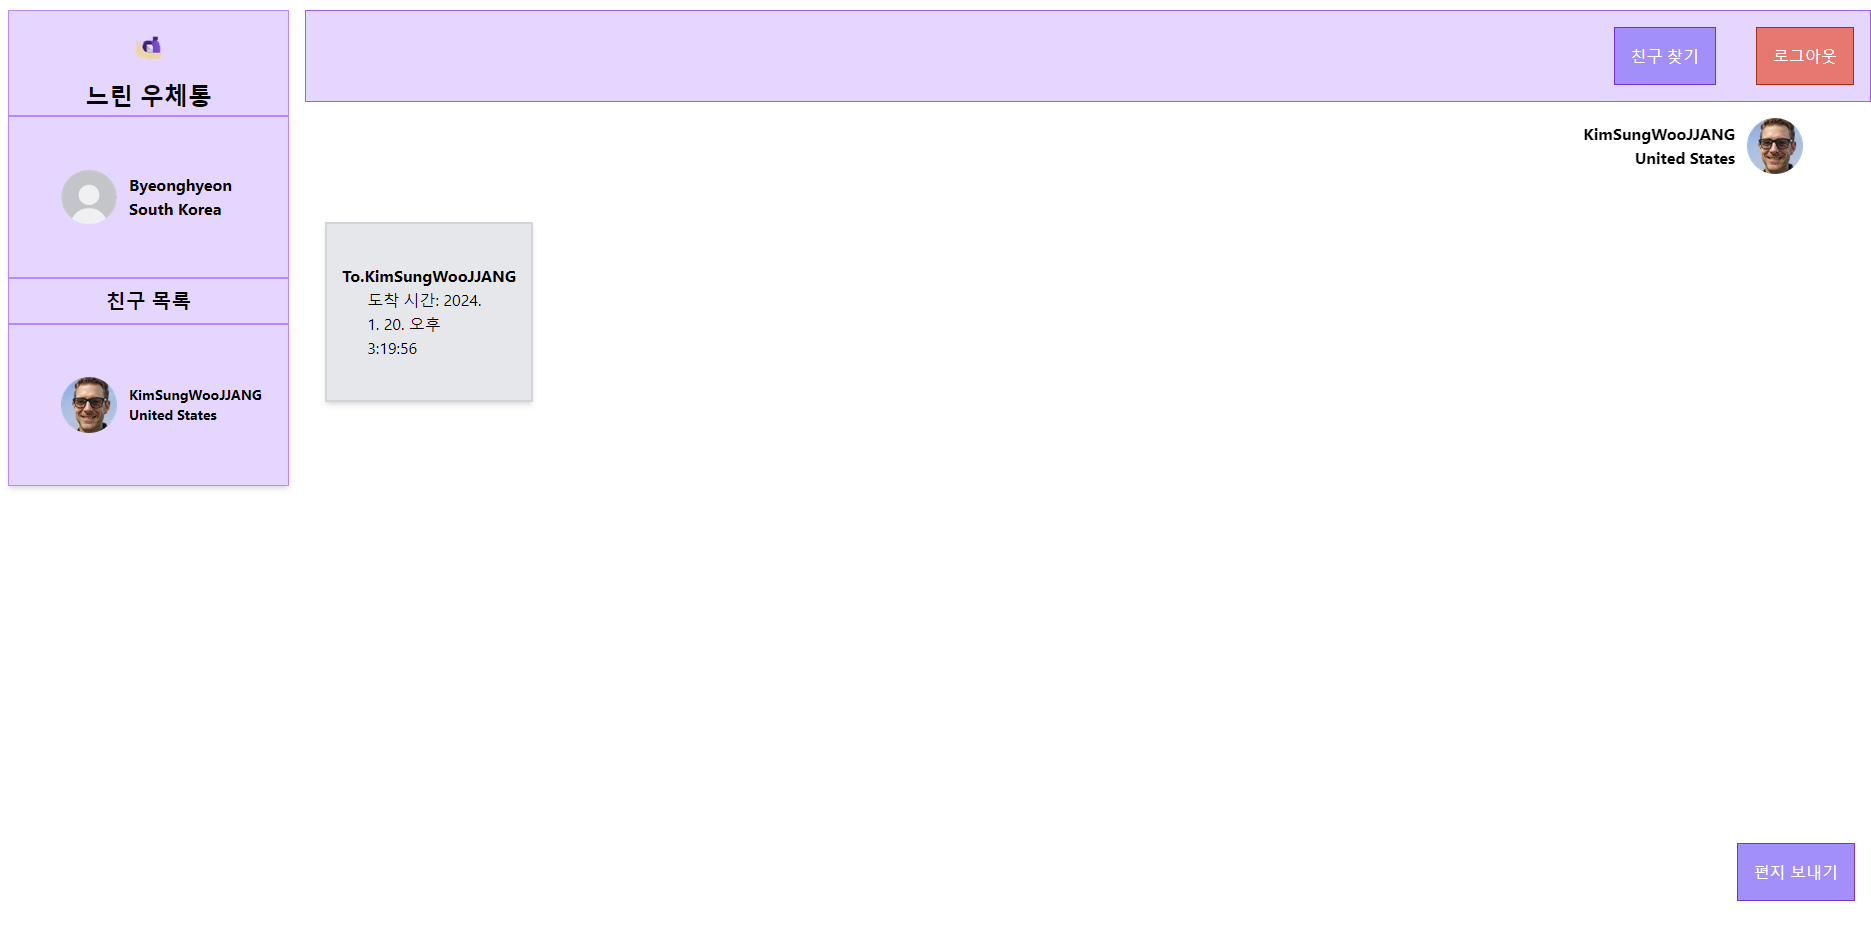 느린 우체통
Byeonghyeon
South Korea
친구 목록
KimSungWooJJANG
United States
친구 찾기
로그아웃
KimSungWooJJANG
United States
To.KimSungWooJJANG
도착 시간: 2024.
1. 20. 오후
3:19:56
편지 보내기